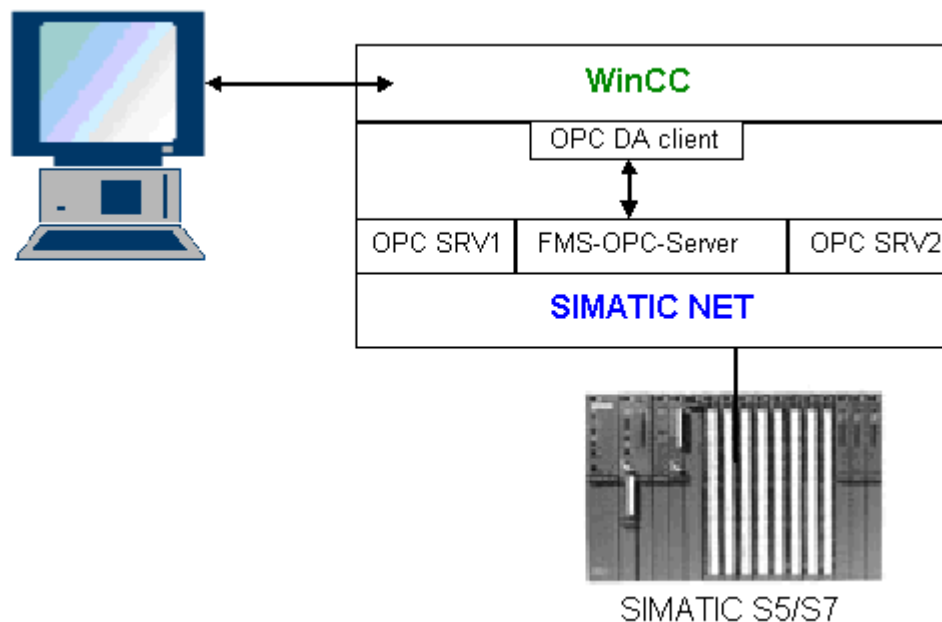 WinCC
OPC DA client
OPC SRV1
FMS-OPC-Server
OPC SRV2
SIMATIC NET
SIMATIC S5/S7